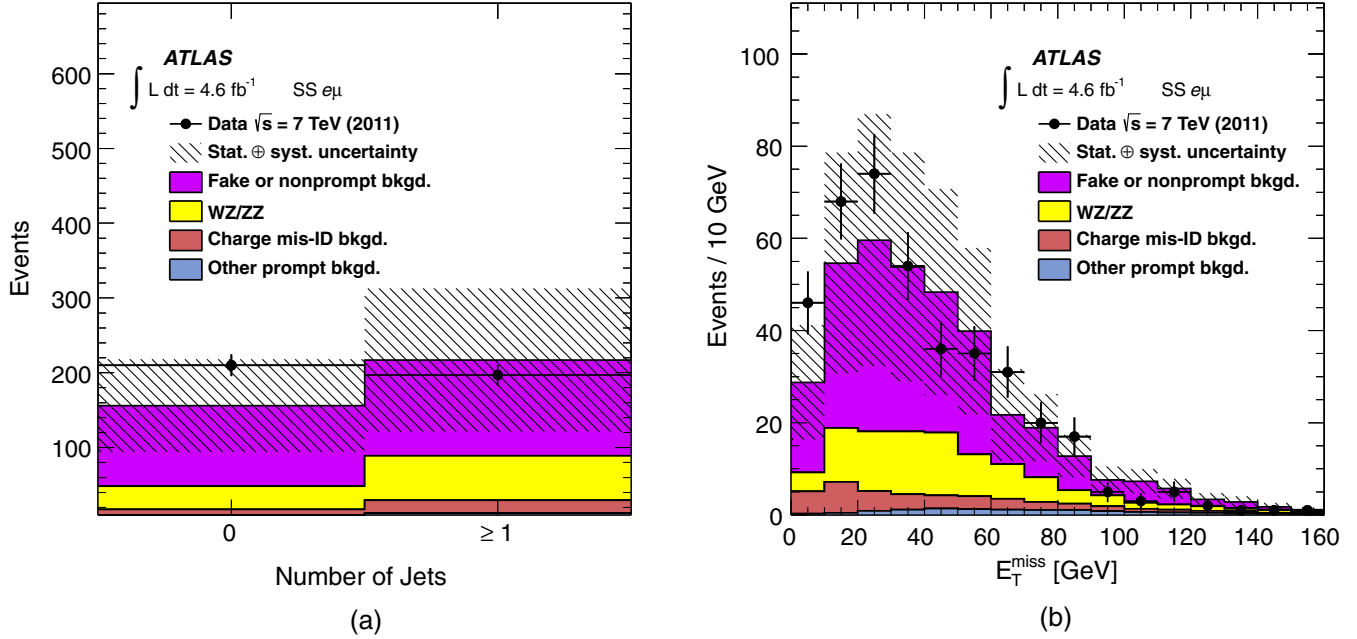 ATLAS
∫ L dt = 4.6 fb⁻¹ SS eμ
Data √s = 7 TeV (2011)
Stat. ⊕ syst. uncertainty
Fake or nonprompt bkgd.
WZ/ZZ
Charge mis-ID bkgd.
Other prompt bkgd.
Events
600
500
400
300
200
100
0 ≥ 1
Number of Jets
(a)
ATLAS
∫ L dt = 4.6 fb⁻¹ SS eμ
Data √s = 7 TeV (2011)
Stat. ⊕ syst. uncertainty
Fake or nonprompt bkgd.
WZ/ZZ
Charge mis-ID bkgd.
Other prompt bkgd.
Events / 10 GeV
100
80
60
40
20
0
0 20 40 60 80 100 120 140 160
E_T^miss [GeV]
(b)